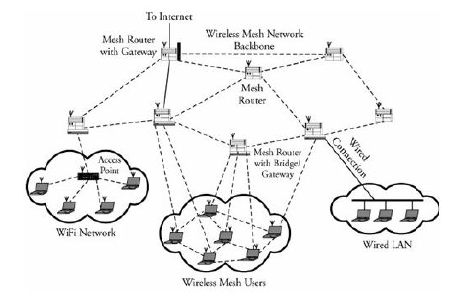 To Internet
Mesh Router
with Gateway
Wireless Mesh Network
Backbone
Mesh
Router
Access
Point
Mesh Router
with Bridge/
Gateway
Wired
Connection
WiFi Network
Wired LAN
Wireless Mesh Users